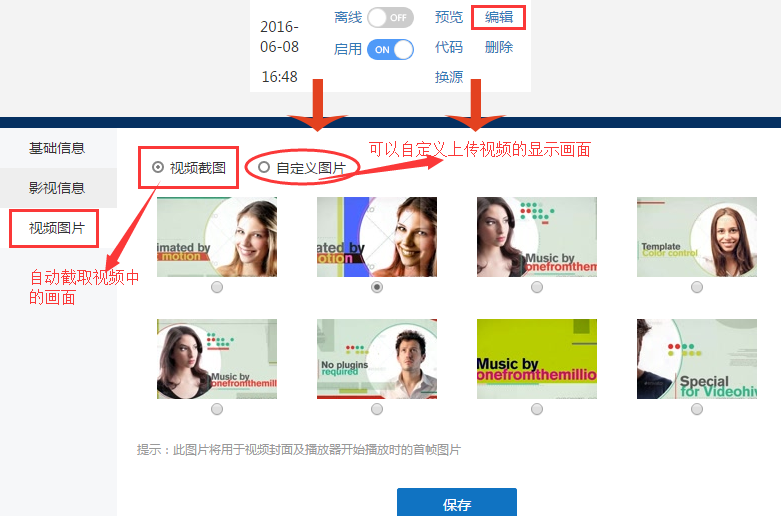 2016-
06-08
16:48
离线 OFF
启用 ON
预览 编辑
代码 删除
换源
基础信息
影视信息
视频图片
自动截取视频中
的画面
视频截图 自定义图片
可以自定义上传视频的显示画面
imated by
motion
ated by
motion
Music by
onefromthem
Template
Color control
Music by
onefromthemill
No plugins
required
Music by
onefromthemillio
Special
for Videohiv
提示：此图片将用于视频封面及播放器开始播放时的首帧图片
保存